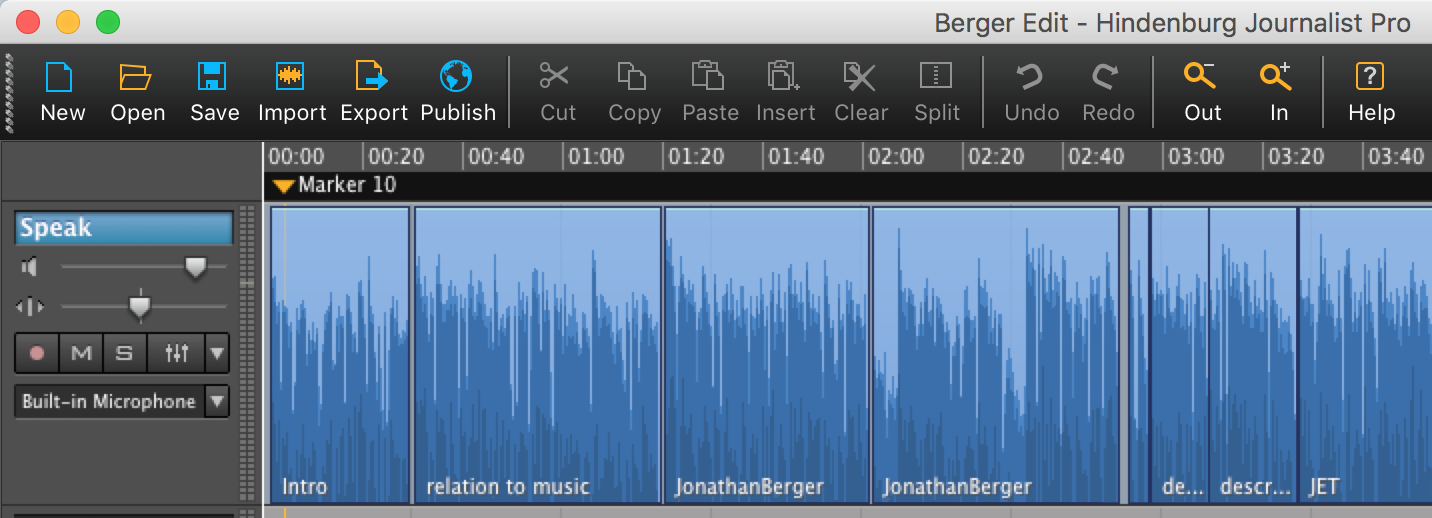 Berger Edit - Hindenburg Journalist Pro
New Open Save Import Export Publish Cut Copy Paste Insert Clear Split Undo Redo Out In Help
00:00 00:20 00:40 01:00 01:20 01:40 02:00 02:20 02:40 03:00 03:20 03:40
Marker 10
Speak
M S
Built-in Microphone
Intro relation to music JonathanBerger JonathanBerger de... descr... JET